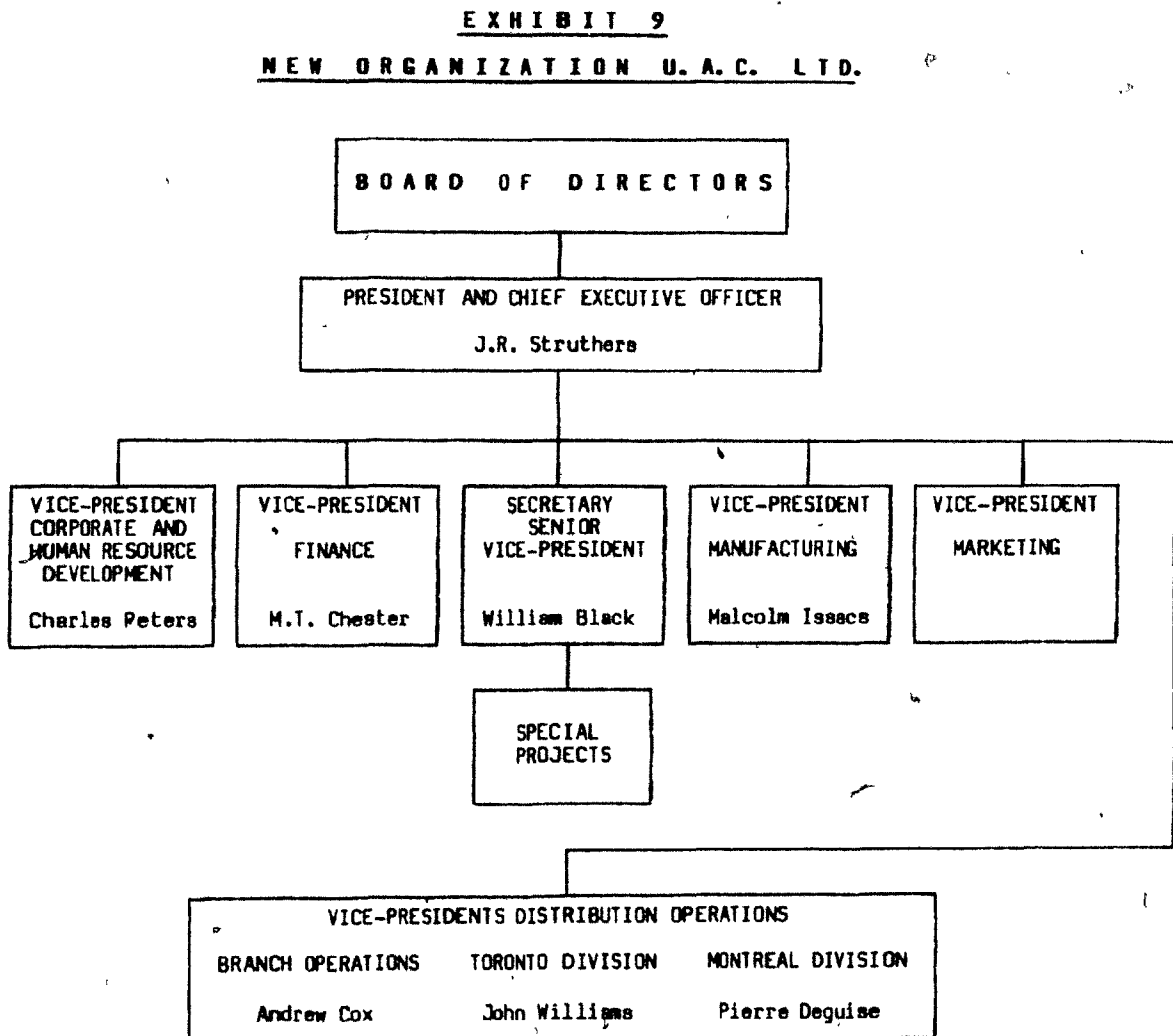 EXHIBIT 9
NEW ORGANIZATION U.A.C. LTD.
BOARD OF DIRECTORS
PRESIDENT AND CHIEF EXECUTIVE OFFICER
J.R. Struthers
VICE-PRESIDENT
CORPORATE AND
HUMAN RESOURCE
DEVELOPMENT
Charles Peters
VICE-PRESIDENT
FINANCE
M.T. Chester
SECRETARY
SENIOR
VICE-PRESIDENT
William Black
VICE-PRESIDENT
MANUFACTURING
Malcolm Isaacs
VICE-PRESIDENT
MARKETING
SPECIAL
PROJECTS
VICE-PRESIDENTS DISTRIBUTION OPERATIONS
BRANCH OPERATIONS
Andrew Cox
TORONTO DIVISION
John Williams
MONTREAL DIVISION
Pierre Deguise